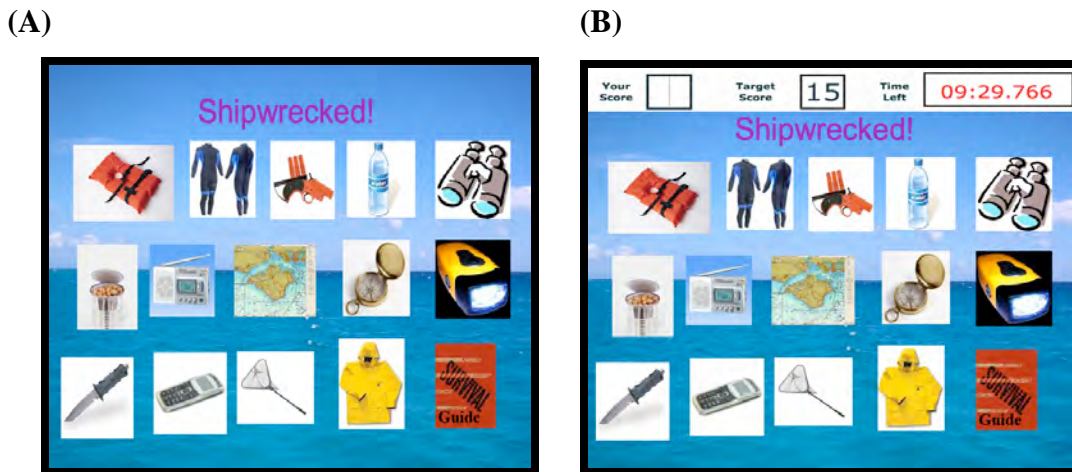 (A)
Shipwrecked!
SURVIVAL
Guide
(B)
Your Score
Target Score
15
Time Left
09:29.766
Shipwrecked!
SURVIVAL
Guide